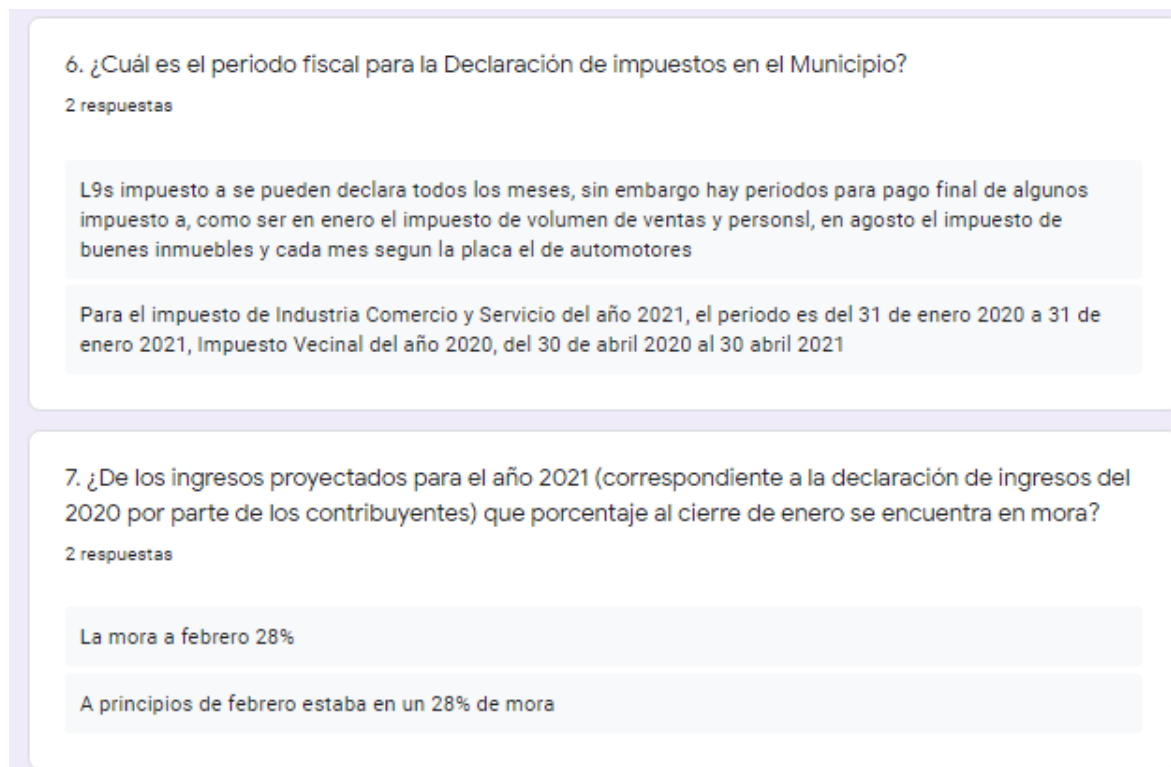 6. ¿Cuál es el periodo fiscal para la Declaración de impuestos en el Municipio?
2 respuestas
L9s impuesto a se pueden declara todos los meses, sin embargo hay periodos para pago final de algunos
impuesto a, como ser en enero el impuesto de volumen de ventas y personsl, en agosto el impuesto de
buenes inmuebles y cada mes segun la placa el de automotores
Para el impuesto de Industria Comercio y Servicio del año 2021, el periodo es del 31 de enero 2020 a 31 de
enero 2021, Impuesto Vecinal del año 2020, del 30 de abril 2020 al 30 abril 2021
7. ¿De los ingresos proyectados para el año 2021 (correspondiente a la declaración de ingresos del
2020 por parte de los contribuyentes) que porcentaje al cierre de enero se encuentra en mora?
2 respuestas
La mora a febrero 28%
A principios de febrero estaba en un 28% de mora